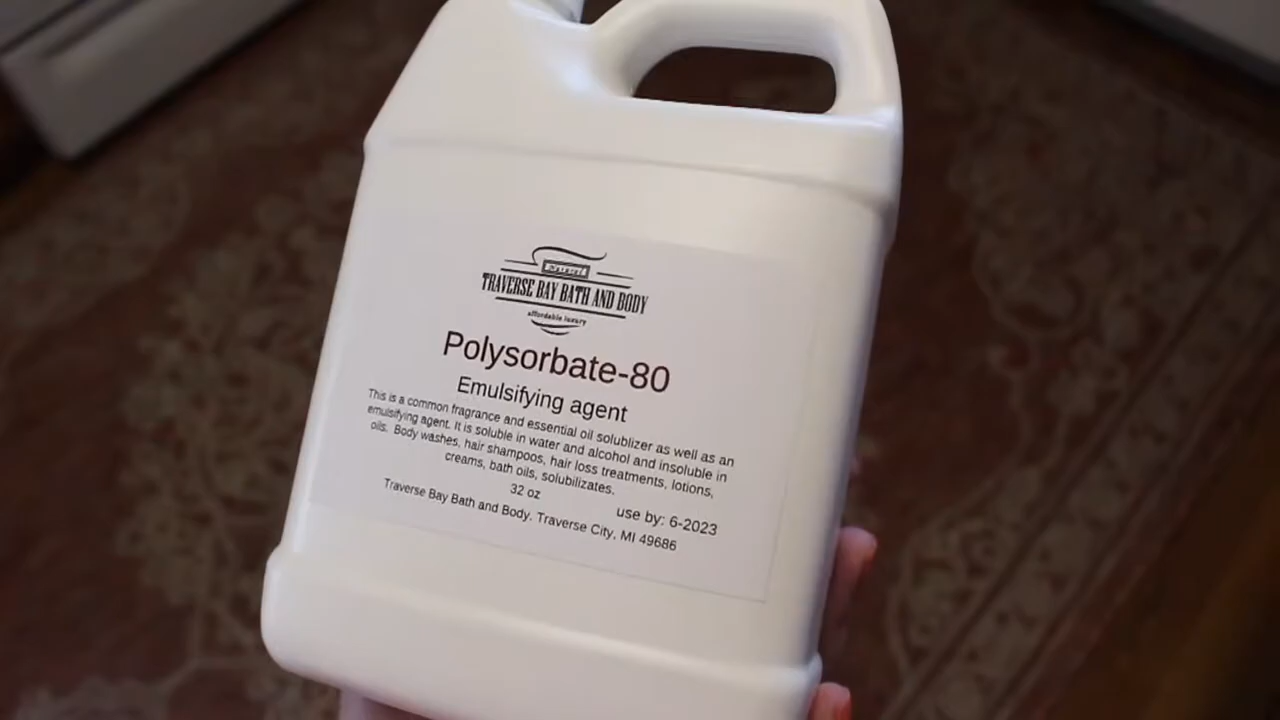 Natural
TRAVERSE BAY BATH AND BODY
affordable luxury
Polysorbate-80
Emulsifying agent
This is a common fragrance and essential oil solublizer as well as an
emulsifying agent. It is soluble in water and alcohol and insoluble in
oils. Body washes, hair shampoos, hair loss treatments, lotions,
creams, bath oils, solubilizates.
32 oz
use by: 6-2023
Traverse Bay Bath and Body. Traverse City, MI 49686